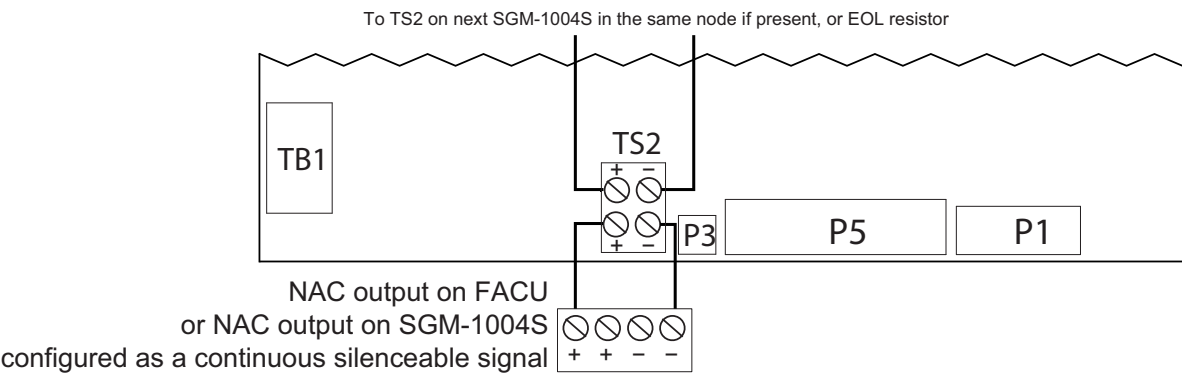 To TS2 on next SGM-1004S in the same node if present, or EOL resistor
TB1
TS2
+ −
+ −
P3
P5
P1
NAC output on FACU
or NAC output on SGM-1004S
configured as a continuous silenceable signal
+ + − −